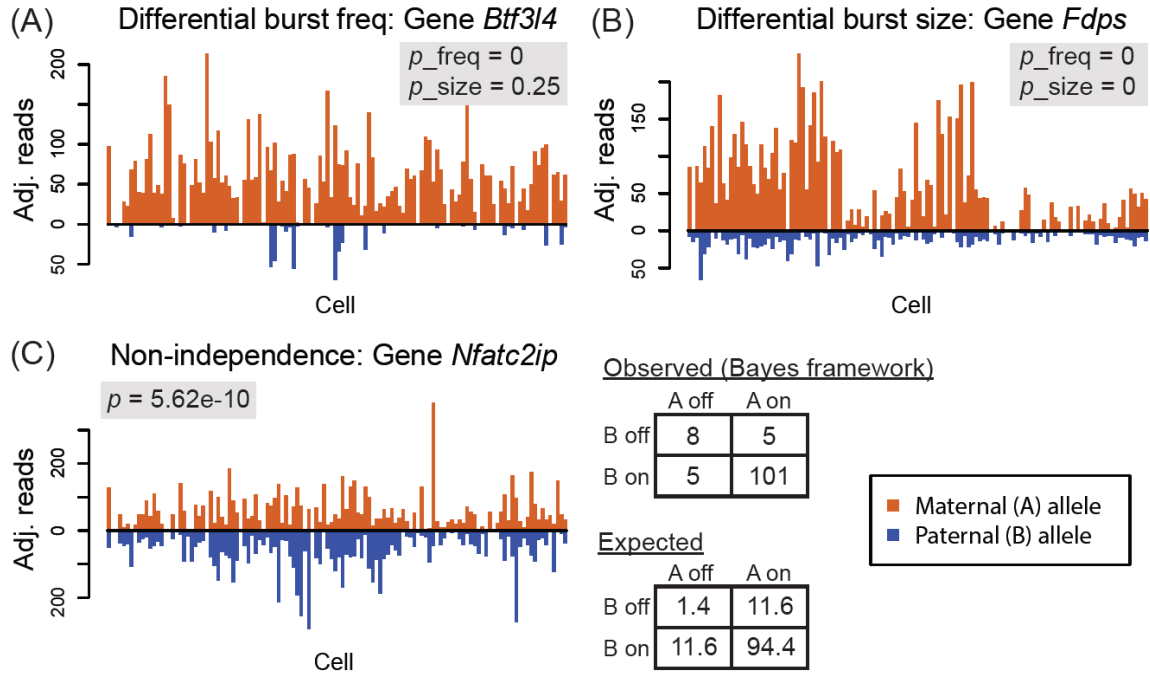 (A) Differential burst freq: Gene Btf3l4
p_freq = 0
p_size = 0.25
Adj. reads
200
150
100
50
0
50
Cell
(B) Differential burst size: Gene Fdps
p_freq = 0
p_size = 0
Adj. reads
150
50
0
50
Cell
(C) Non-independence: Gene Nfatc2ip
p = 5.62e-10
Adj. reads
200
0
200
Cell
Observed (Bayes framework)
A off A on
B off 8 5
B on 5 101
Expected
A off A on
B off 1.4 11.6
B on 11.6 94.4
Maternal (A) allele
Paternal (B) allele